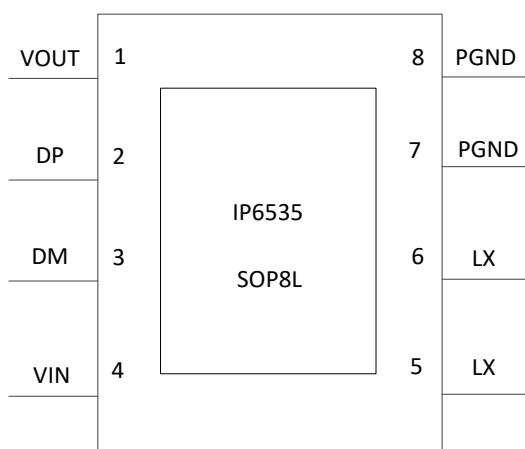 VOUT 1 8 PGND
DP 2 7 PGND
IP6535
DM 3 6 LX
SOP8L
VIN 4 5 LX